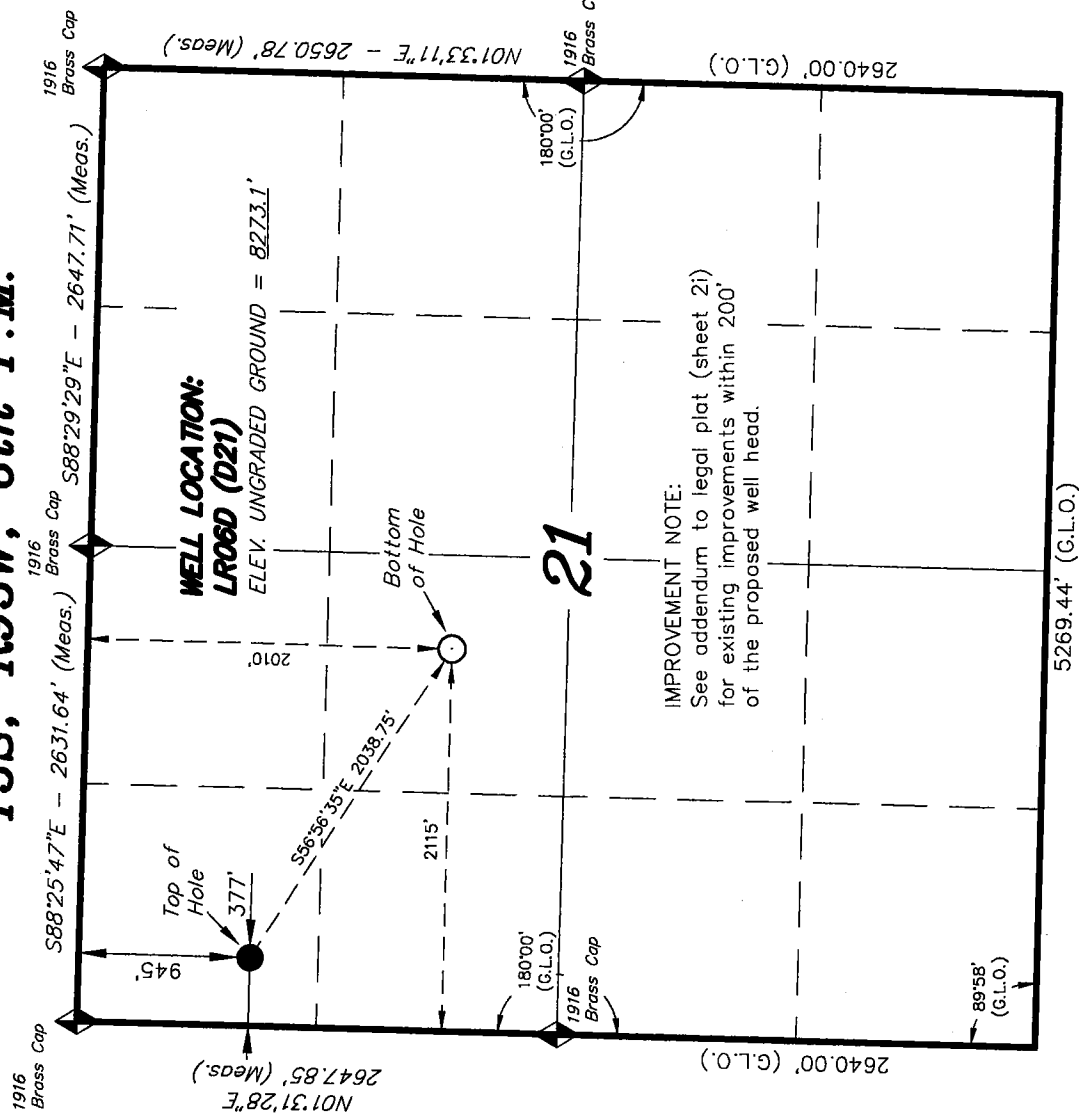 S88°25'47"E - 2631.64' (Meas.)
S88°29'29"E - 2647.71' (Meas.)
1916
Brass Cap
1916
Brass Cap
1916
Brass Cap
N01°31'28"E
2647.85' (Meas.)
N01°33'11"E - 2650.78' (Meas.)
945'
Top of
Hole
377'
2010'
WELL LOCATION:
LR06D (D21)
ELEV. UNGRADED GROUND = 8273.1'
Bottom
of Hole
S56°56'35"E 2038.75'
2115'
180°00'
(G.L.O.)
1916
Brass Cap
21
180°00'
(G.L.O.)
1916
Brass
IMPROVEMENT NOTE:
See addendum to legal plat (sheet 2i)
for existing improvements within 200'
of the proposed well head.
2640.00' (G.L.O.)
2640.00' (G.L.O.)
89°58'
(G.L.O.)
5269.44' (G.L.O.)